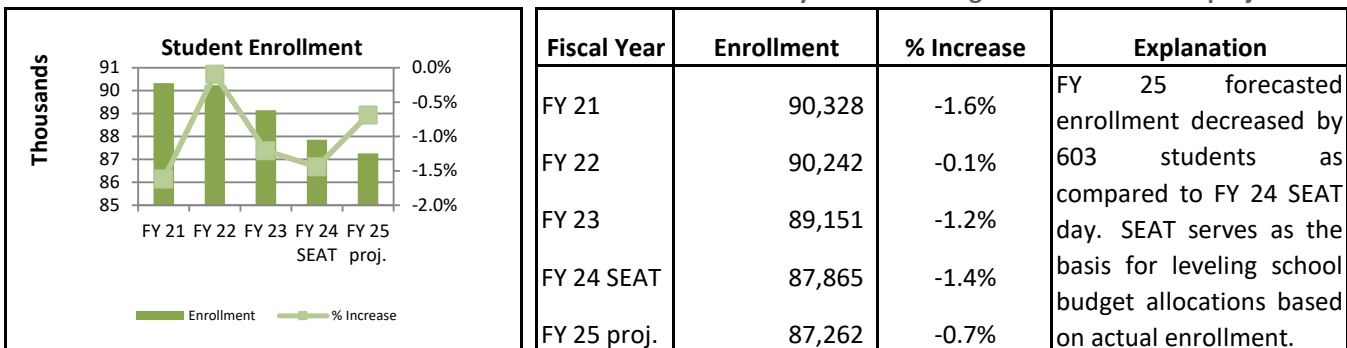 Student Enrollment
Thousands
91
90
89
88
87
86
85
0.0%
-0.5%
-1.0%
-1.5%
-2.0%
FY 21 FY 22 FY 23 FY 24 FY 25
SEAT proj.
Enrollment % Increase
Fiscal Year Enrollment % Increase Explanation
FY 21 90,328 -1.6%
FY 22 90,242 -0.1%
FY 23 89,151 -1.2%
FY 24 SEAT 87,865 -1.4%
FY 25 proj. 87,262 -0.7%
FY 25 forecasted
enrollment decreased by
603 students as
compared to FY 24 SEAT
day. SEAT serves as the
basis for leveling school
budget allocations based
on actual enrollment.